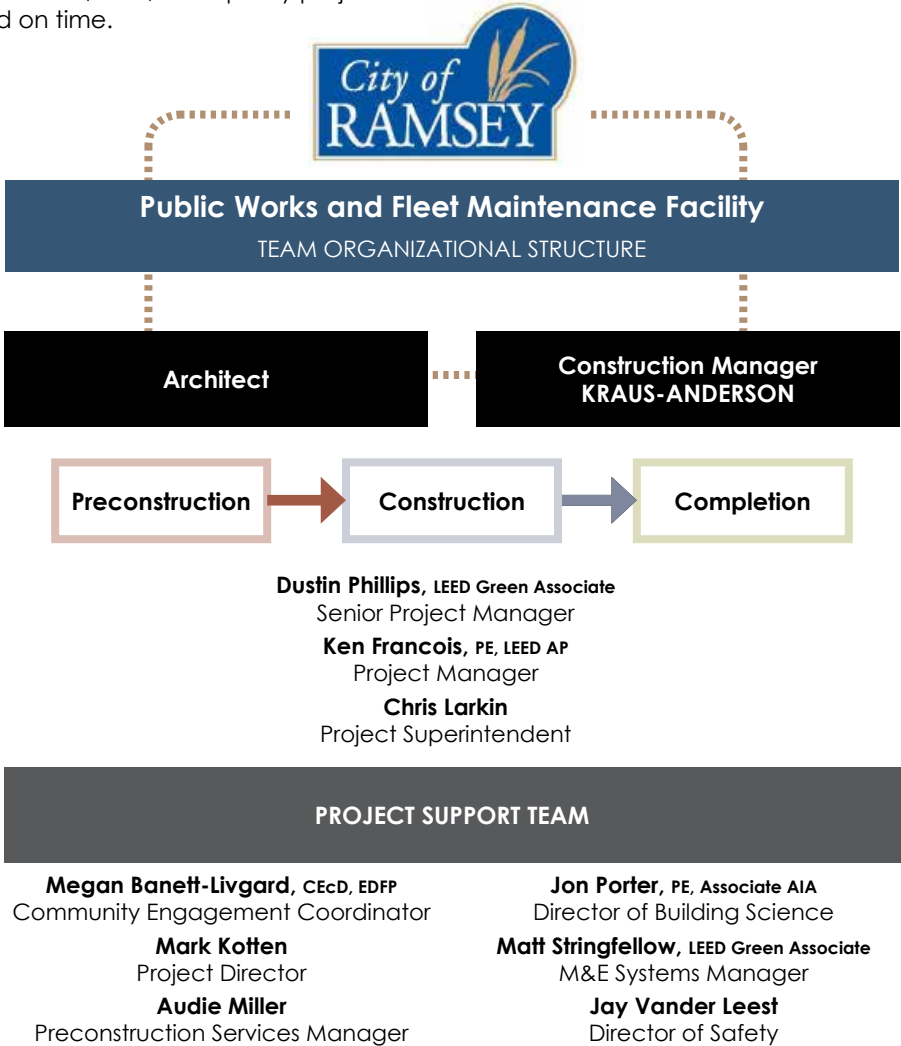 d on time.
City of
RAMSEY
Public Works and Fleet Maintenance Facility
TEAM ORGANIZATIONAL STRUCTURE
Architect
Construction Manager
KRAUS-ANDERSON
Preconstruction
Construction
Completion
Dustin Phillips, LEED Green Associate
Senior Project Manager
Ken Francois, PE, LEED AP
Project Manager
Chris Larkin
Project Superintendent
PROJECT SUPPORT TEAM
Megan Banett-Livgard, CEcD, EDFP
Community Engagement Coordinator
Mark Kotten
Project Director
Audie Miller
Preconstruction Services Manager
Jon Porter, PE, Associate AIA
Director of Building Science
Matt Stringfellow, LEED Green Associate
M&E Systems Manager
Jay Vander Leest
Director of Safety